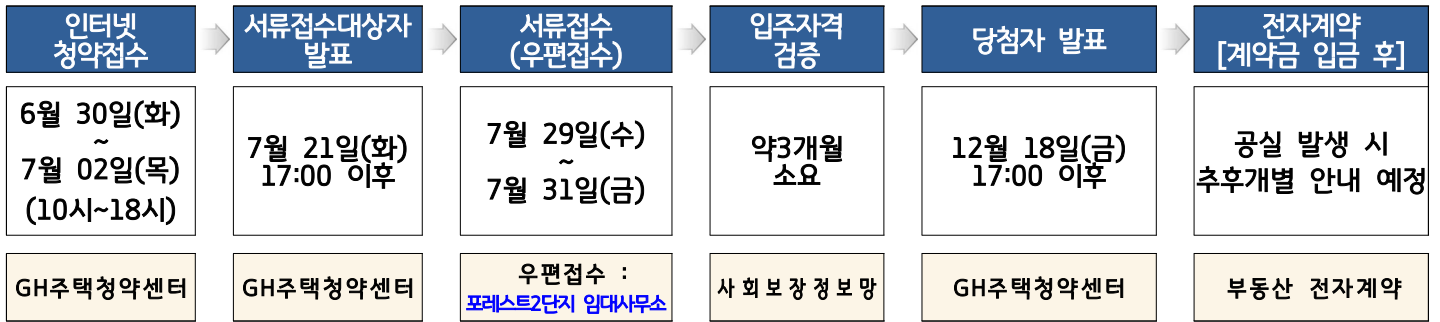 인터넷
청약접수
서류접수대상자
발표
서류접수
(우편접수)
입주자격
검증
당첨자 발표
전자계약
[계약금 입금 후]
6월 30일(화)
~
7월 02일(목)
(10시~18시)
7월 21일(화)
17:00 이후
7월 29일(수)
~
7월 31일(금)
약3개월
소요
12월 18일(금)
17:00 이후
공실 발생 시
추후개별 안내 예정
GH주택청약센터
GH주택청약센터
우편접수 :
포레스트2단지 임대사무소
사회보장정보망
GH주택청약센터
부동산 전자계약